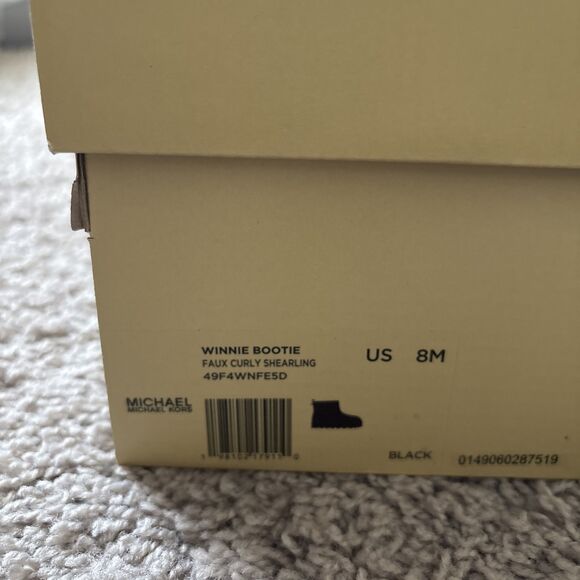 WINNIE BOOTIE
FAUX CURLY SHEARLING
49F4WNFE5D
US 8M
MICHAEL
MICHAEL KORS
BLACK
0149060287519